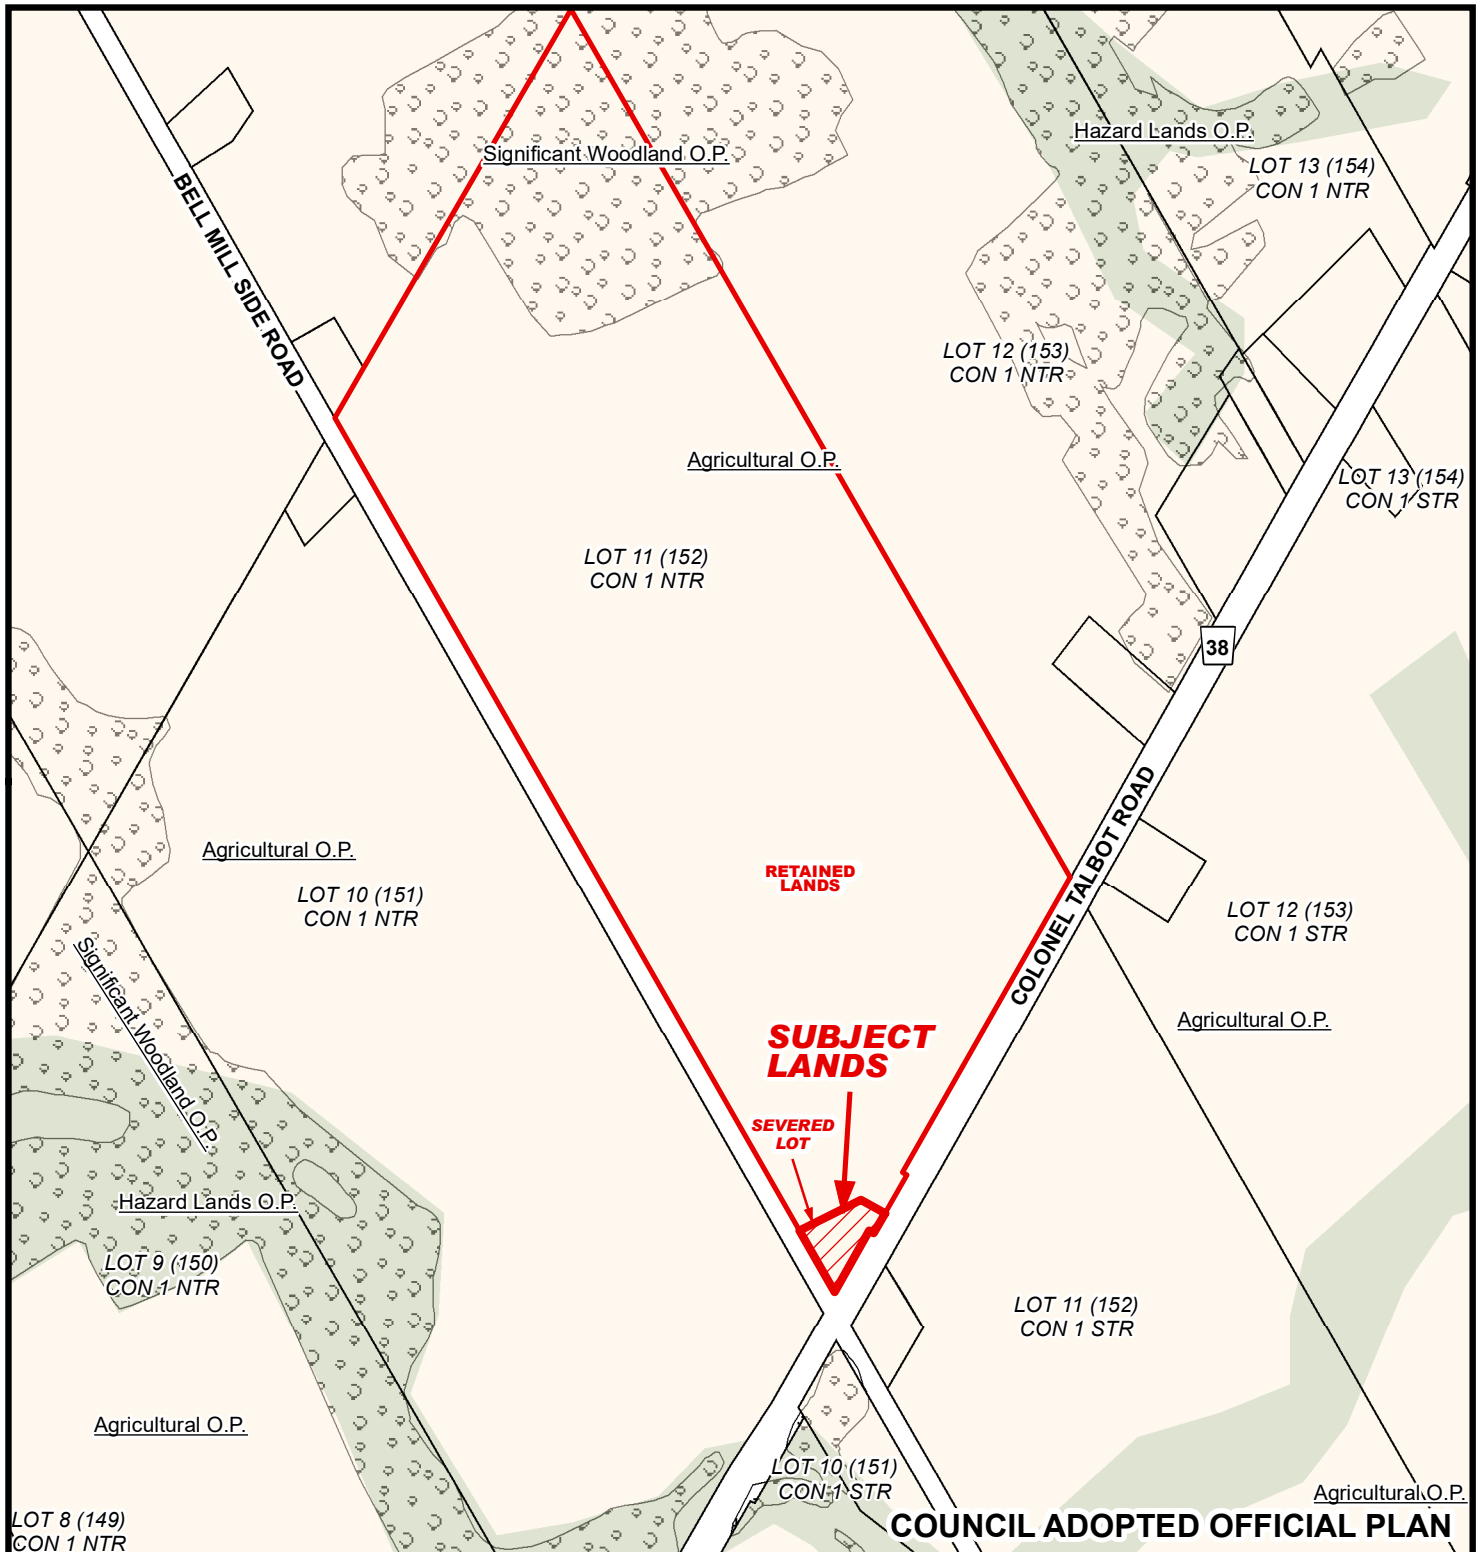 Hazard Lands O.P.
Significant Woodland O.P.
LOT 13 (154)
CON 1 NTR
BELL MILL SIDE ROAD
LOT 12 (153)
CON 1 NTR
Agricultural O.P.
LOT 13 (154)
CON 1 STR
LOT 11 (152)
CON 1 NTR
38
Agricultural O.P.
LOT 10 (151)
CON 1 NTR
RETAINED
LANDS
COLONEL TALBOT ROAD
LOT 12 (153)
CON 1 STR
Significant Woodland O.P.
Agricultural O.P.
SUBJECT
LANDS
SEVERED
LOT
Hazard Lands O.P.
LOT 9 (150)
CON 1 NTR
LOT 11 (152)
CON 1 STR
Agricultural O.P.
LOT 10 (151)
CON 1 STR
Agricultural O.P.
LOT 8 (149)
CON 1 NTR
COUNCIL ADOPTED OFFICIAL PLAN